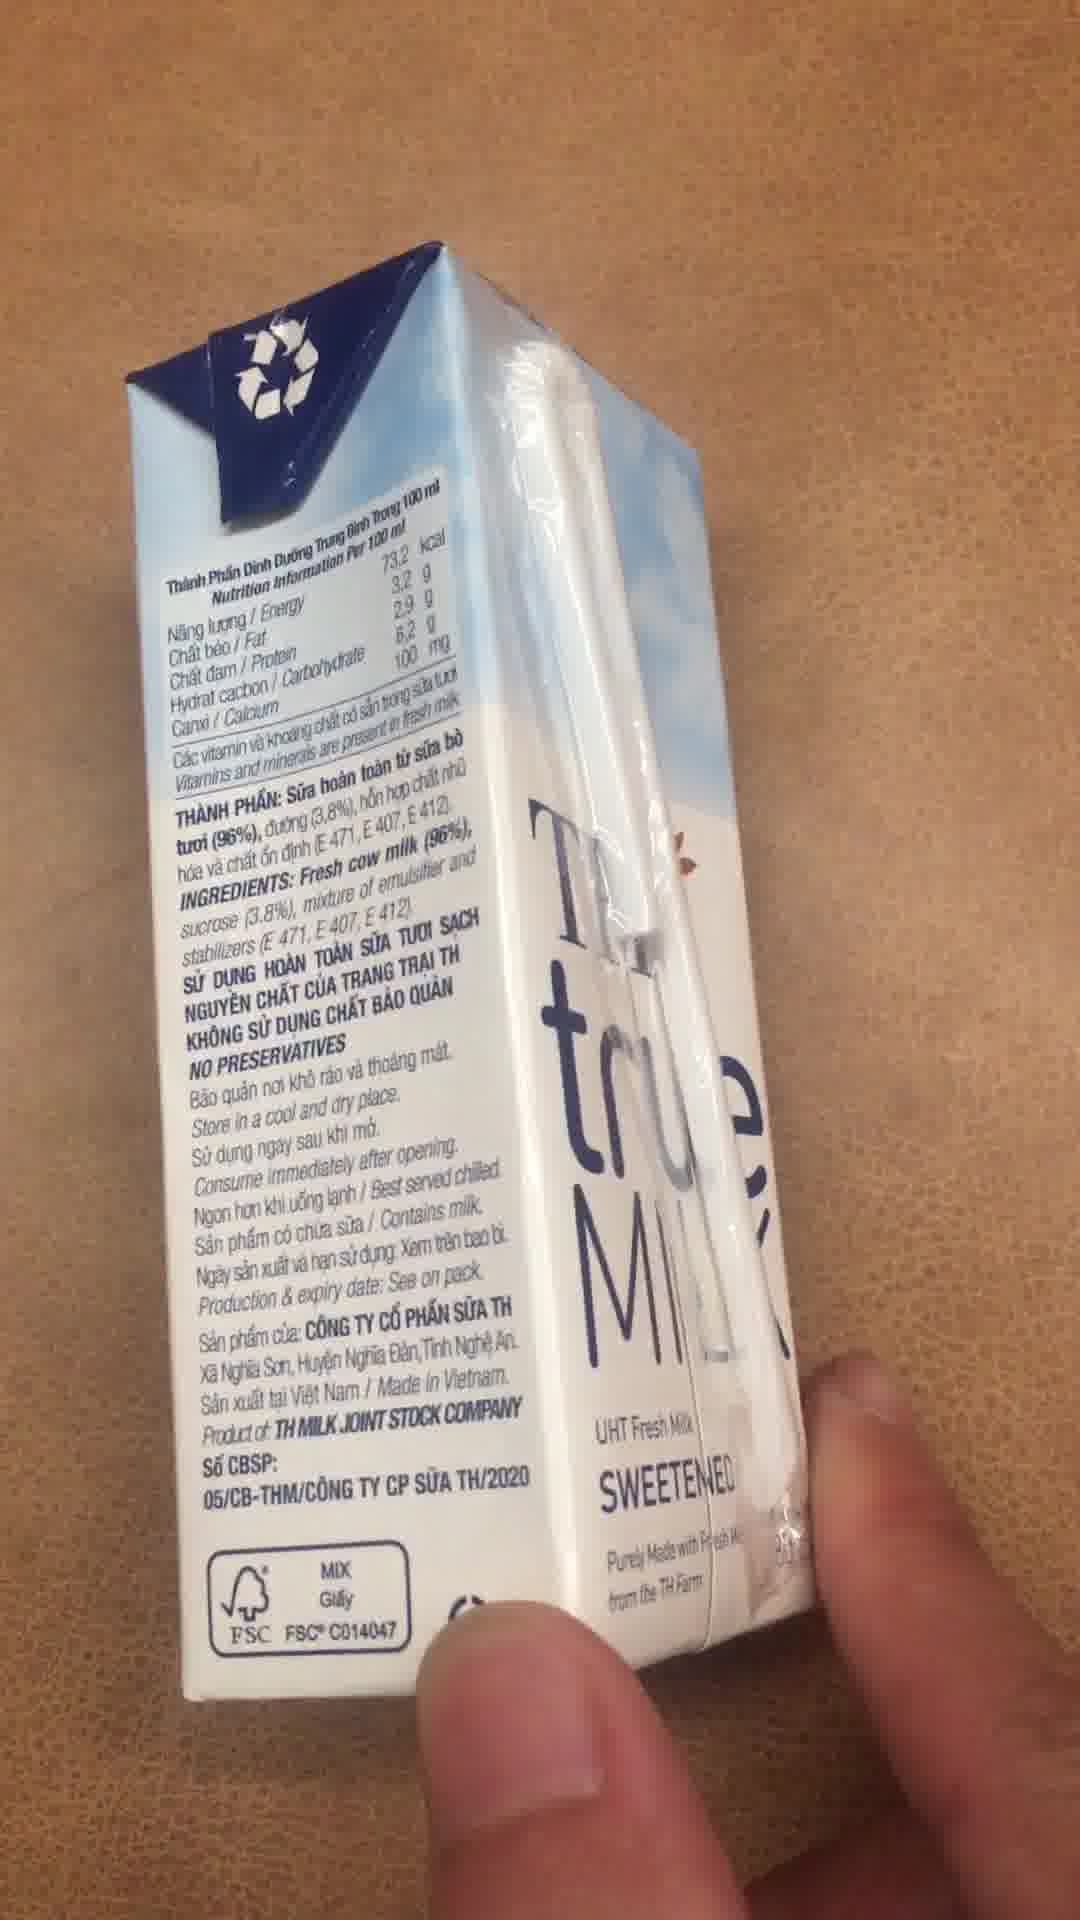 Thành Phần Dinh Dưỡng Trung Bình Trong 100 ml
Nutrition Information Per 100 ml
Năng lượng / Energy 73,2 kcal
Chất béo / Fat 3,2 g
Chất đạm / Protein 2,9 g
Hydrat cacbon / Carbohydrate 8,2 g
Canxi / Calcium 100 mg
Các vitamin và khoáng chất có sẵn trong sữa tươi
Vitamins and minerals are present in fresh milk
THÀNH PHẦN: Sữa hoàn toàn từ sữa bò
tươi (96%), đường (3,8%), hỗn hợp chất nhũ
hóa và chất ổn định (E 471, E 407, E 412).
INGREDIENTS: Fresh cow milk (96%),
sucrose (3.8%), mixture of emulsifier and
stabilizers (E 471, E 407, E 412).
SỬ DỤNG HOÀN TOÀN SỮA TƯƠI SẠCH
NGUYÊN CHẤT CỦA TRANG TRẠI TH
KHÔNG SỬ DỤNG CHẤT BẢO QUẢN
NO PRESERVATIVES
Bảo quản nơi khô ráo và thoáng mát.
Store in a cool and dry place.
Sử dụng ngay sau khi mở.
Consume immediately after opening.
Ngon hơn khi uống lạnh / Best served chilled.
Sản phẩm có chứa sữa / Contains milk.
Ngày sản xuất và hạn sử dụng: Xem trên bao bì.
Production & expiry date: See on pack.
Sản phẩm của: CÔNG TY CỔ PHẦN SỮA TH
Xã Nghĩa Sơn, Huyện Nghĩa Đàn, Tỉnh Nghệ An.
Sản xuất tại Việt Nam / Made in Vietnam.
Product of: TH MILK JOINT STOCK COMPANY
Số CBSP:
05/CB-THM/CÔNG TY CP SỮA TH/2020
MIX
Giấy
FSC FSC® C014047
TH
true
MILK
UHT Fresh Milk
SWEETENED
Purely Made with Fresh
from the TH Farm